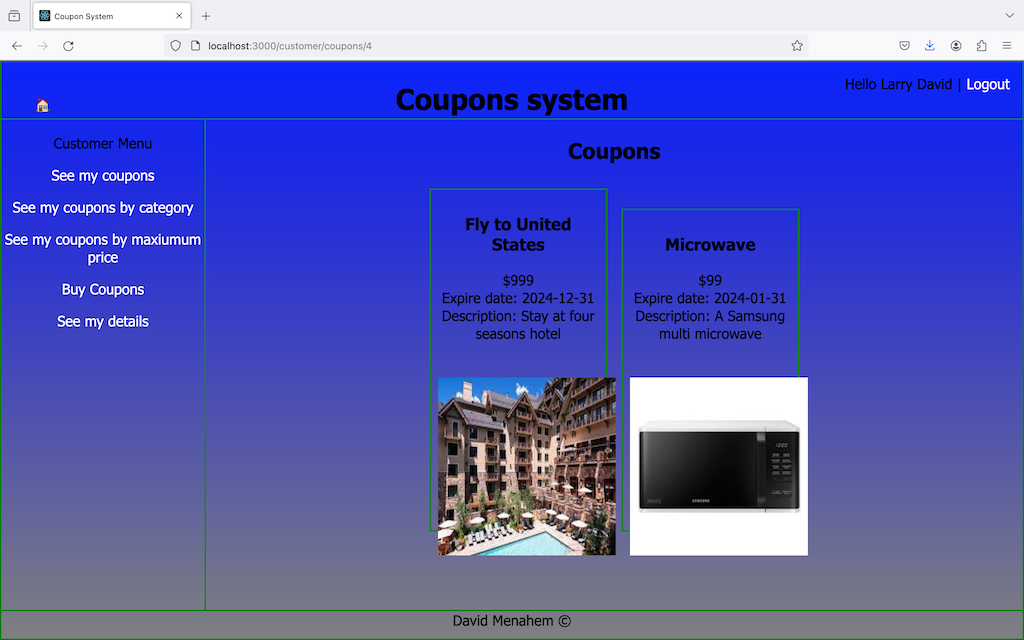 Coupon System
localhost:3000/customer/coupons/4
Hello Larry David | Logout
Coupons system
Customer Menu
See my coupons
See my coupons by category
See my coupons by maxiumum
price
Buy Coupons
See my details
Coupons
Fly to United
States
$999
Expire date: 2024-12-31
Description: Stay at four
seasons hotel
Microwave
$99
Expire date: 2024-01-31
Description: A Samsung
multi microwave
SAMSUNG
David Menahem ©